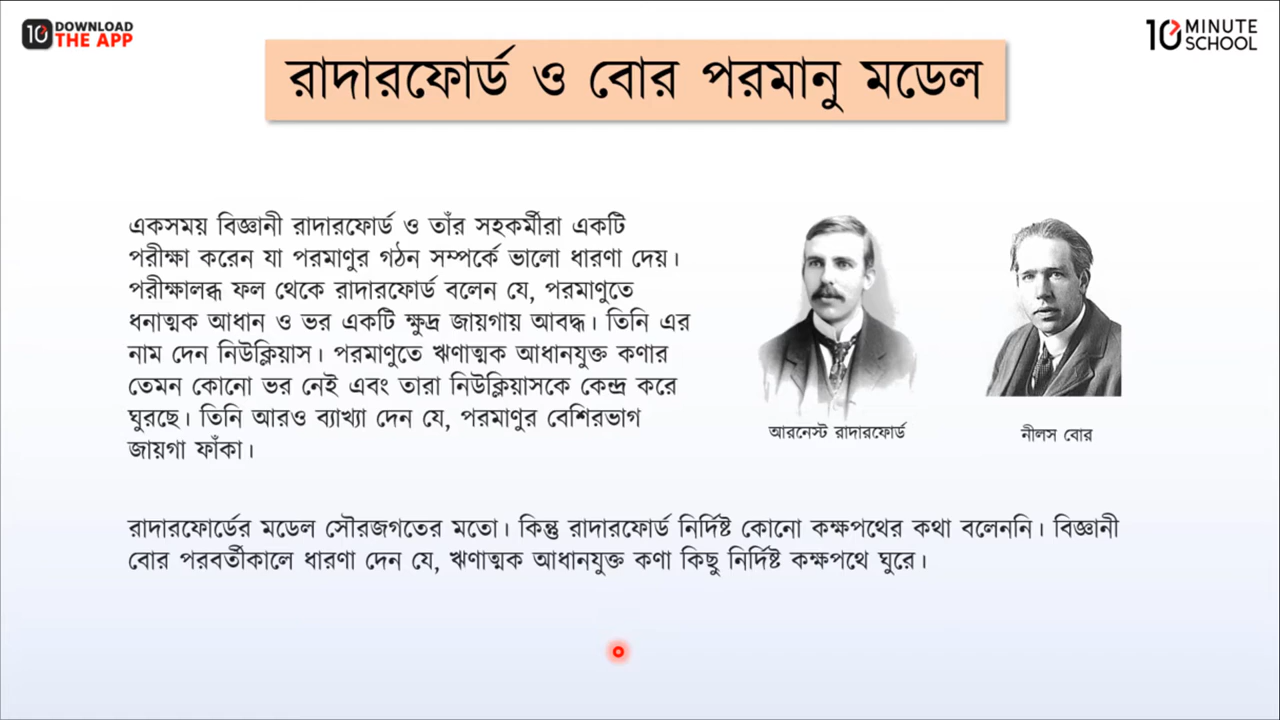 DOWNLOAD
THE APP
10 MINUTE
SCHOOL
রাদারফোর্ড ও বোর পরমানু মডেল
একসময় বিজ্ঞানী রাদারফোর্ড ও তাঁর সহকর্মীরা একটি
পরীক্ষা করেন যা পরমাণুর গঠন সম্পর্কে ভালো ধারণা দেয়।
পরীক্ষালব্ধ ফল থেকে রাদারফোর্ড বলেন যে, পরমাণুতে
ধনাত্মক আধান ও ভর একটি ক্ষুদ্র জায়গায় আবদ্ধ। তিনি এর
নাম দেন নিউক্লিয়াস। পরমাণুতে ঋণাত্মক আধানযুক্ত কণার
তেমন কোনো ভর নেই এবং তারা নিউক্লিয়াসকে কেন্দ্র করে
ঘুরছে। তিনি আরও ব্যাখ্যা দেন যে, পরমাণুর বেশিরভাগ
জায়গা ফাঁকা।
আরনেস্ট রাদারফোর্ড
নীলস বোর
রাদারফোর্ডের মডেল সৌরজগতের মতো। কিন্তু রাদারফোর্ড নির্দিষ্ট কোনো কক্ষপথের কথা বলেননি। বিজ্ঞানী
বোর পরবর্তীকালে ধারণা দেন যে, ঋণাত্মক আধানযুক্ত কণা কিছু নির্দিষ্ট কক্ষপথে ঘুরে।